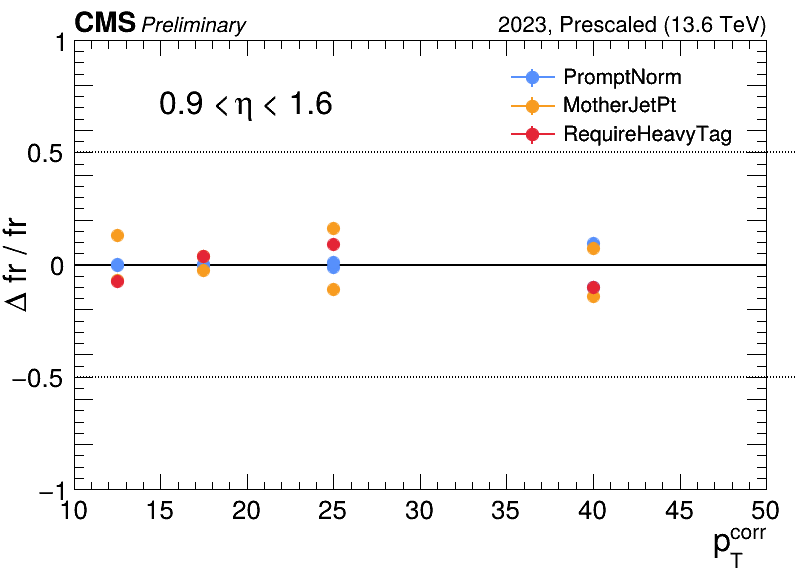 CMS Preliminary
2023, Prescaled (13.6 TeV)
0.9 < η < 1.6
PromptNorm
MotherJetPt
RequireHeavyTag
Δ fr / fr
1
0.5
0
−0.5
−1
10 15 20 25 30 35 40 45 50
p_T^corr